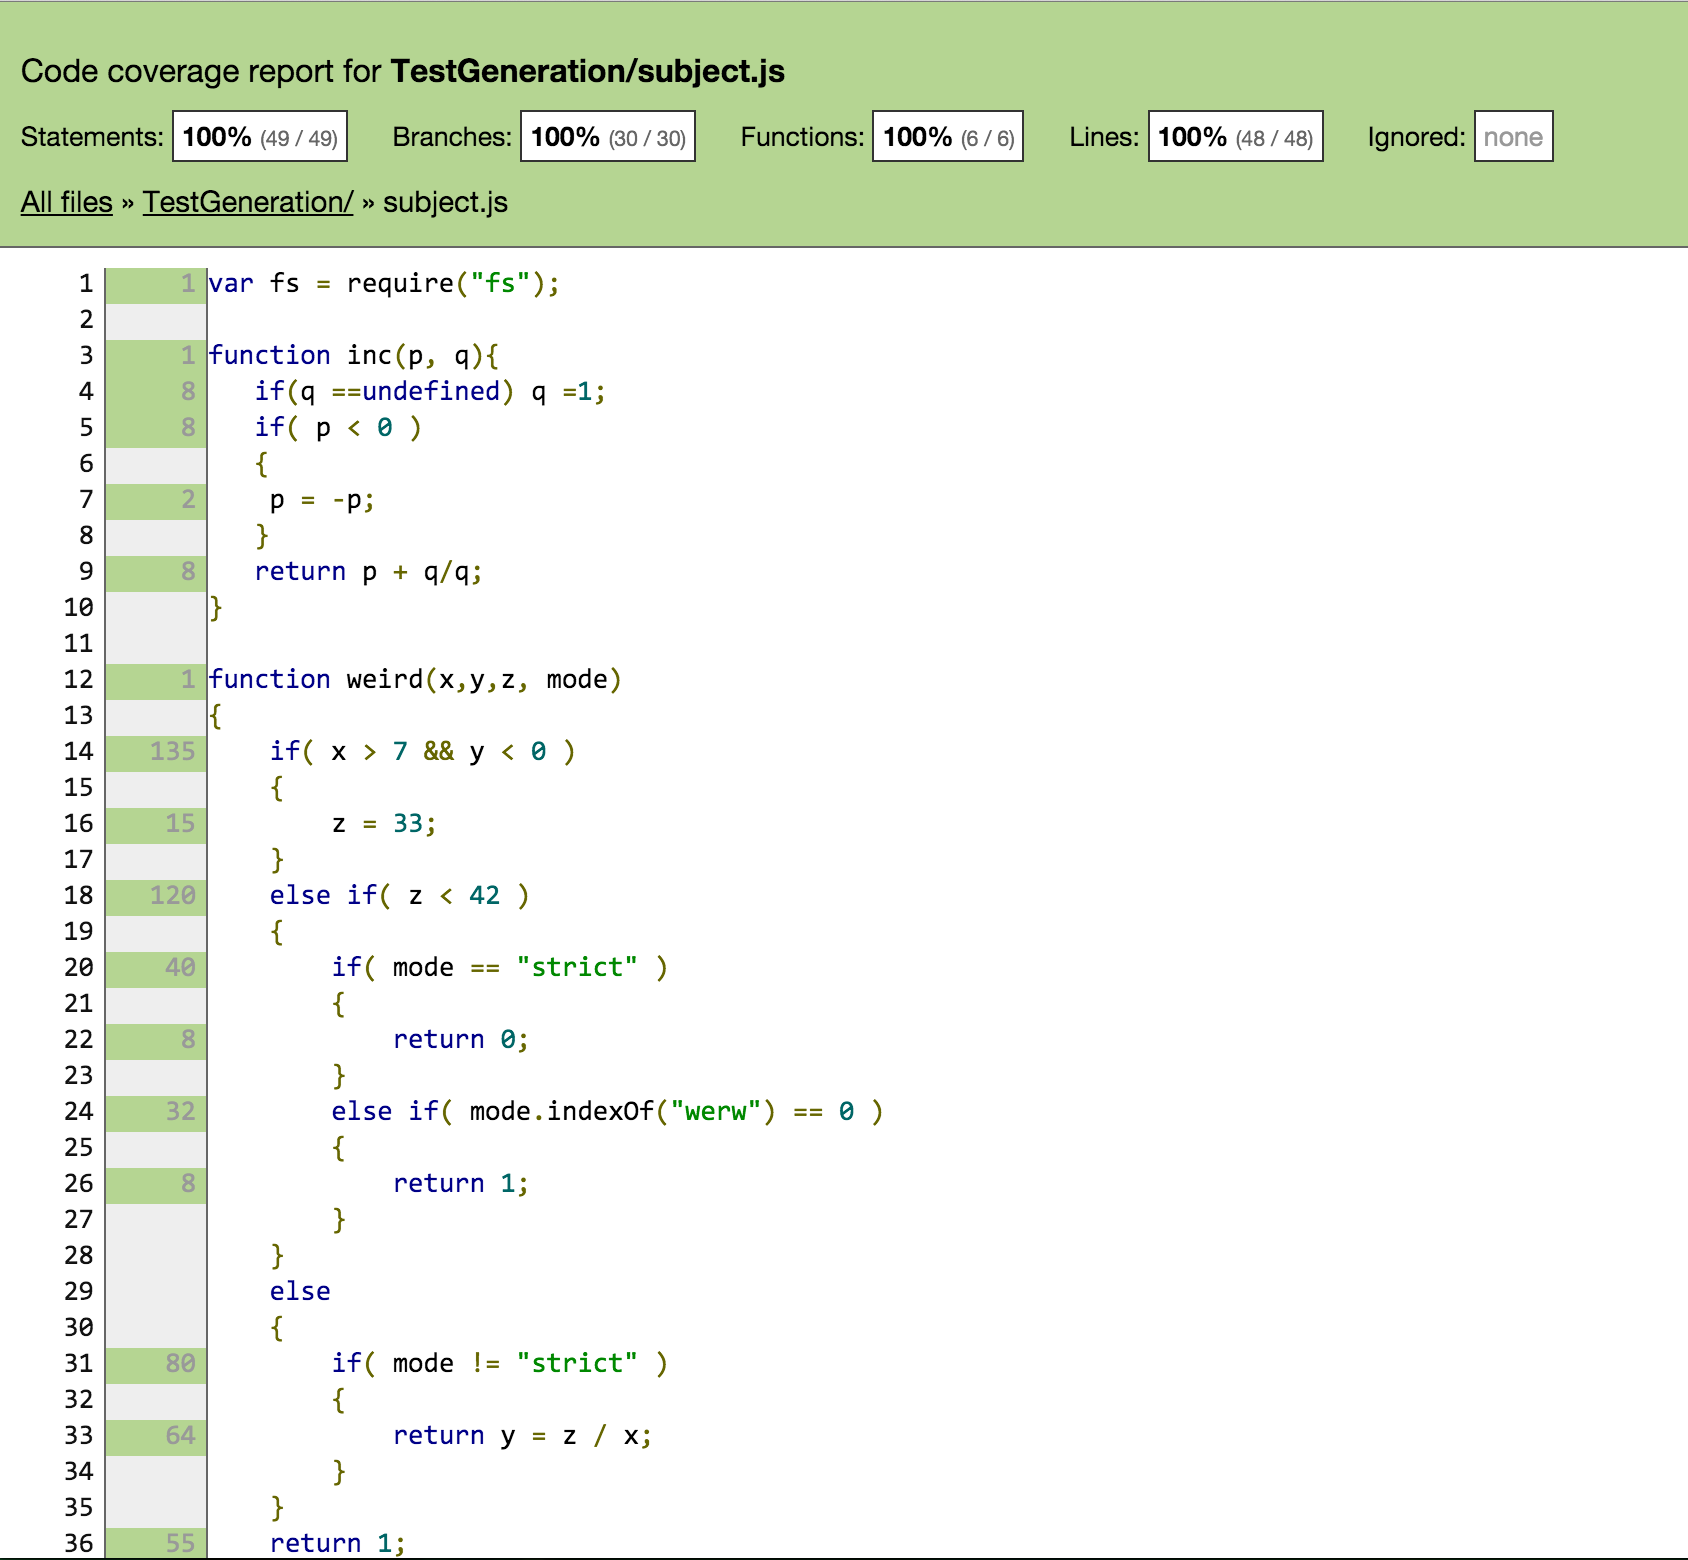 Code coverage report for TestGeneration/subject.js
Statements: 100% (49 / 49) Branches: 100% (30 / 30) Functions: 100% (6 / 6) Lines: 100% (48 / 48) Ignored: none
All files » TestGeneration/ » subject.js
1 1 var fs = require("fs");
2
3 1 function inc(p, q){
4 8 if(q ==undefined) q =1;
5 8 if( p < 0 )
6 {
7 2 p = -p;
8 }
9 8 return p + q/q;
10 }
11
12 1 function weird(x,y,z, mode)
13 {
14 135 if( x > 7 && y < 0 )
15 {
16 15 z = 33;
17 }
18 120 else if( z < 42 )
19 {
20 40 if( mode == "strict" )
21 {
22 8 return 0;
23 }
24 32 else if( mode.indexOf("werw") == 0 )
25 {
26 8 return 1;
27 }
28 }
29 else
30 {
31 80 if( mode != "strict" )
32 {
33 64 return y = z / x;
34 }
35 }
36 55 return 1;